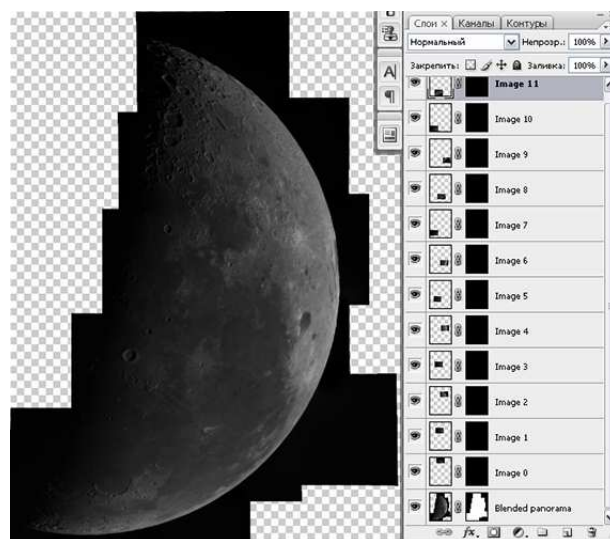 Слои × Каналы Контуры
Нормальный Непрозр.: 100%
Закрепить: Заливка: 100%
Image 11
Image 10
Image 9
Image 8
Image 7
Image 6
Image 5
Image 4
Image 3
Image 2
Image 1
Image 0
Blended panorama